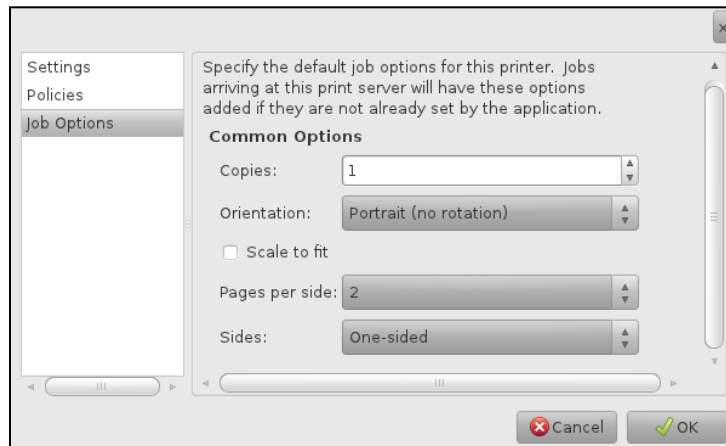 Settings
Policies
Job Options
Specify the default job options for this printer. Jobs
arriving at this print server will have these options
added if they are not already set by the application.
Common Options
Copies: 1
Orientation: Portrait (no rotation)
Scale to fit
Pages per side: 2
Sides: One-sided
Cancel OK